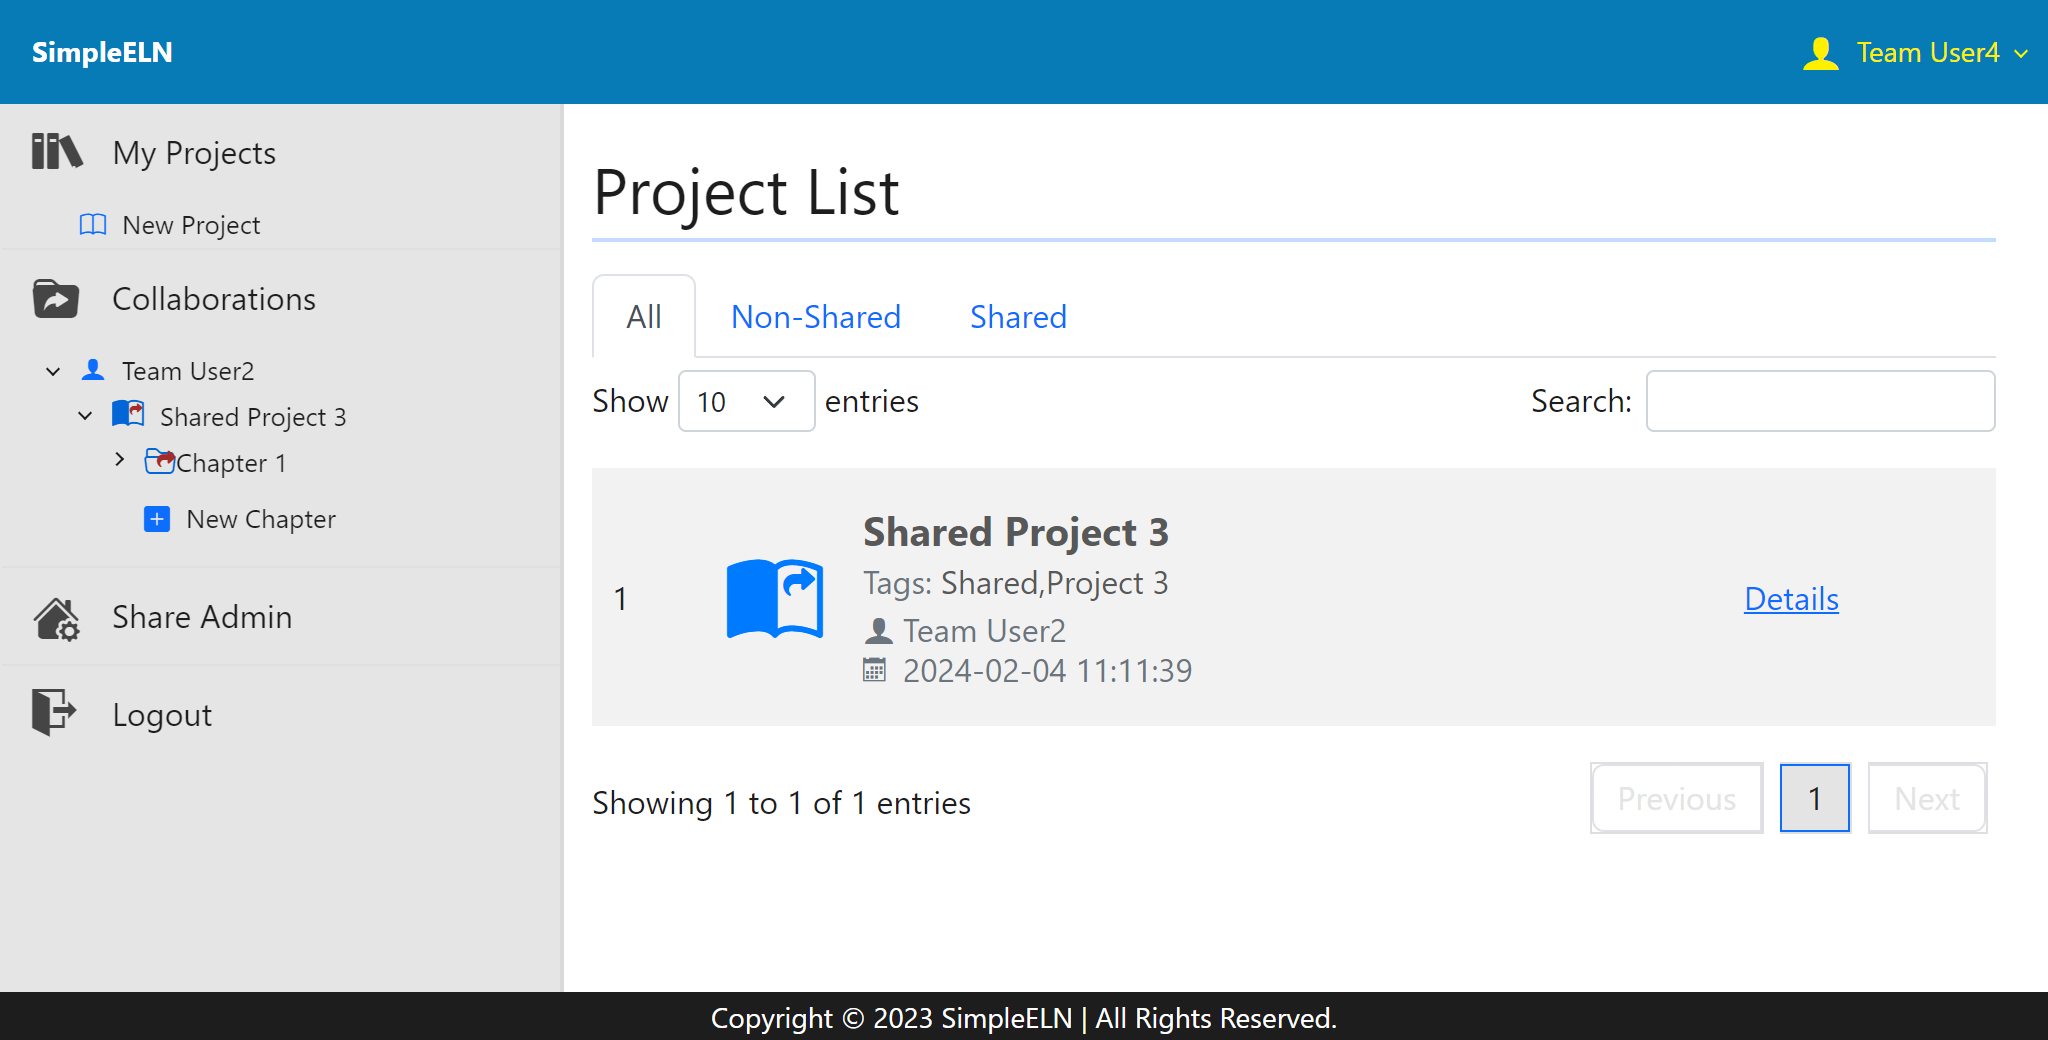 SimpleELN
Team User4
My Projects
New Project
Collaborations
Team User2
Shared Project 3
Chapter 1
New Chapter
Share Admin
Logout
Project List
All Non-Shared Shared
Show 10 entries Search:
1
Shared Project 3
Tags: Shared,Project 3
Team User2
2024-02-04 11:11:39
Details
Showing 1 to 1 of 1 entries
Previous 1 Next
Copyright © 2023 SimpleELN | All Rights Reserved.